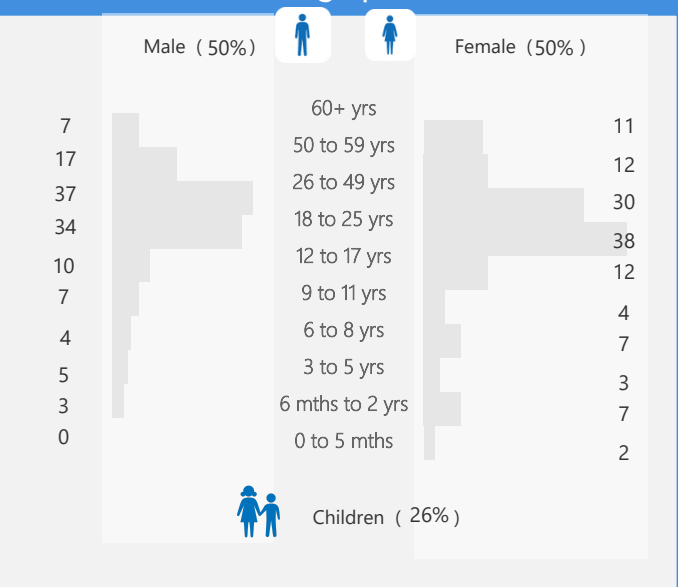 Male ( 50% ) Female (50% )
7 60+ yrs 11
17 50 to 59 yrs 12
37 26 to 49 yrs 30
34 18 to 25 yrs 38
10 12 to 17 yrs 12
7 9 to 11 yrs 4
4 6 to 8 yrs 7
5 3 to 5 yrs 3
3 6 mths to 2 yrs 7
0 0 to 5 mths 2
Children ( 26% )